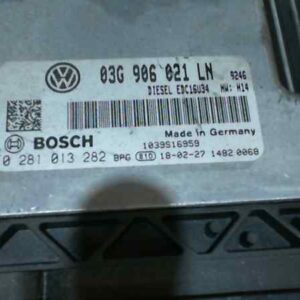 03G 906 021 LN 9246
DIESEL EDC16U34 HW: H14
Made in Germany
BOSCH 1039S16959
0 281 013 282 BPG 810 18-02-27 1482 0068